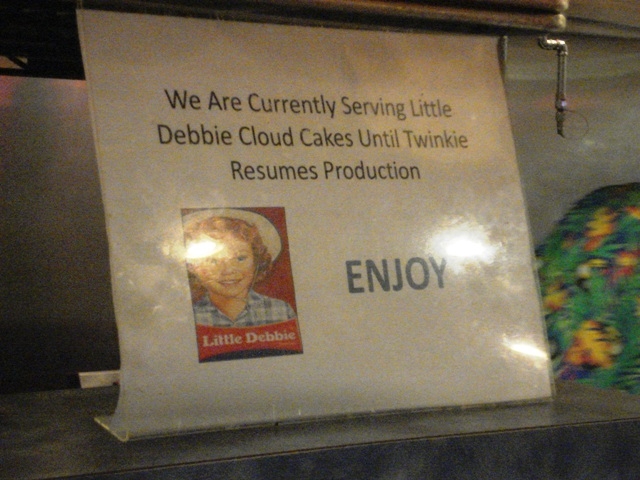 We Are Currently Serving Little
Debbie Cloud Cakes Until Twinkie
Resumes Production
ENJOY
Little Debbie